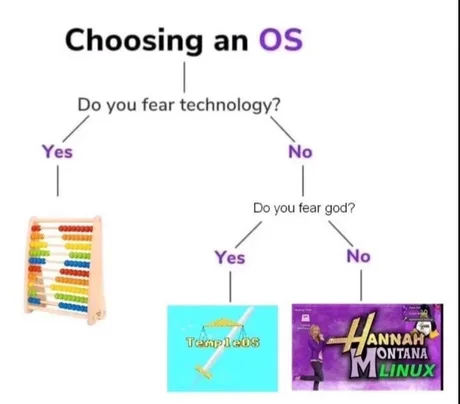 Choosing an OS
Do you fear technology?
Yes
No
Do you fear god?
Yes
No
TempleOS
HANNAH
MONTANA
LINUX